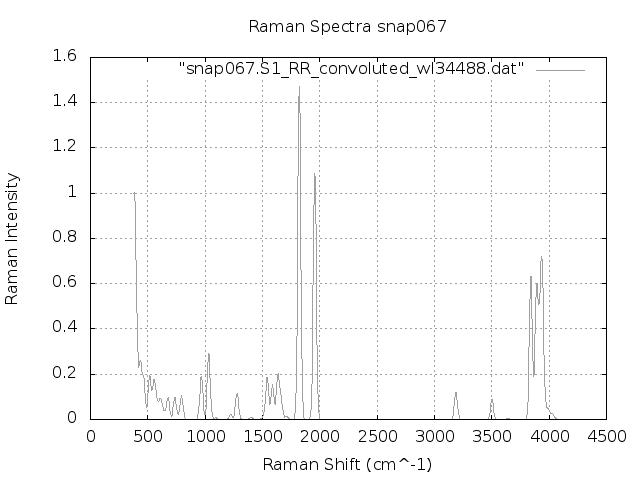 Raman Spectra snap067
"snap067.S1_RR_convoluted_wl34488.dat"
1.6
1.4
1.2
1
0.8
0.6
0.4
0.2
0
Raman Intensity
0 500 1000 1500 2000 2500 3000 3500 4000 4500
Raman Shift (cm^-1)